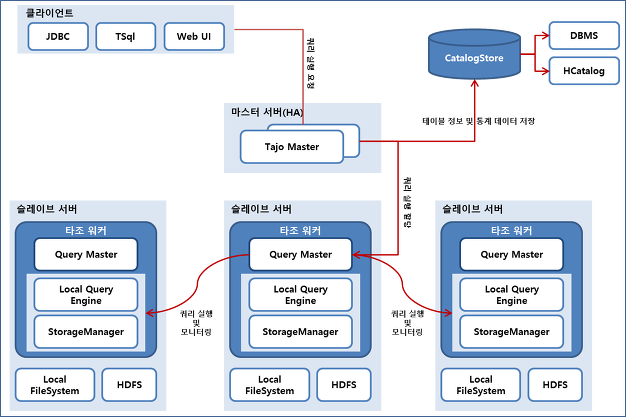 클라이언트
JDBC
TSql
Web UI
쿼리 실행 요청
CatalogStore
DBMS
HCatalog
마스터 서버(HA)
Tajo Master
테이블 정보 및 통계 데이터 저장
쿼리 실행 할당
슬레이브 서버
타조 워커
Query Master
Local Query
Engine
StorageManager
Local
FileSystem
HDFS
쿼리 실행
및
모니터링
슬레이브 서버
타조 워커
Query Master
Local Query
Engine
StorageManager
Local
FileSystem
HDFS
쿼리 실행
및
모니터링
슬레이브 서버
타조 워커
Query Master
Local Query
Engine
StorageManager
Local
FileSystem
HDFS